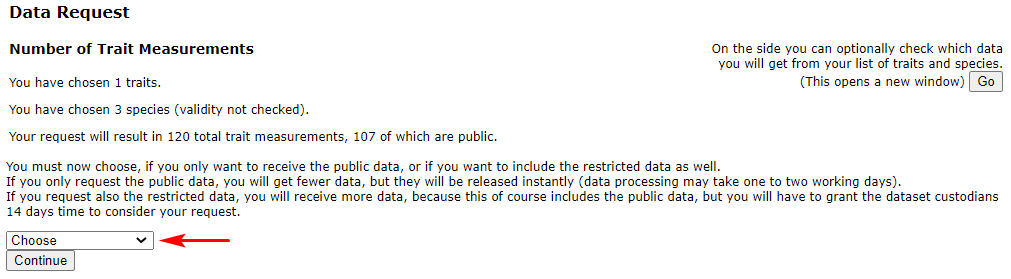 Data Request
Number of Trait Measurements
On the side you can optionally check which data
you will get from your list of traits and species.
(This opens a new window) Go
You have chosen 1 traits.
You have chosen 3 species (validity not checked).
Your request will result in 120 total trait measurements, 107 of which are public.
You must now choose, if you only want to receive the public data, or if you want to include the restricted data as well.
If you only request the public data, you will get fewer data, but they will be released instantly (data processing may take one to two working days).
If you request also the restricted data, you will receive more data, because this of course includes the public data, but you will have to grant the dataset custodians
14 days time to consider your request.
Choose
Continue